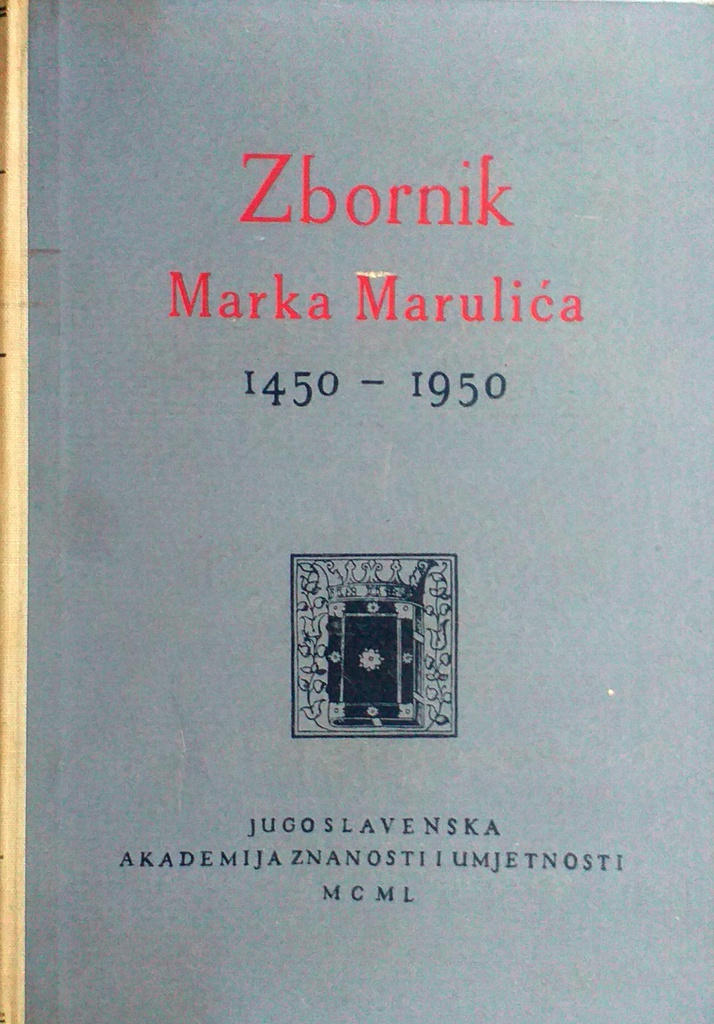 Zbornik
Marka Marulića
1450 - 1950
JUGOSLAVENSKA
AKADEMIJA ZNANOSTI I UMJETNOSTI
MCML